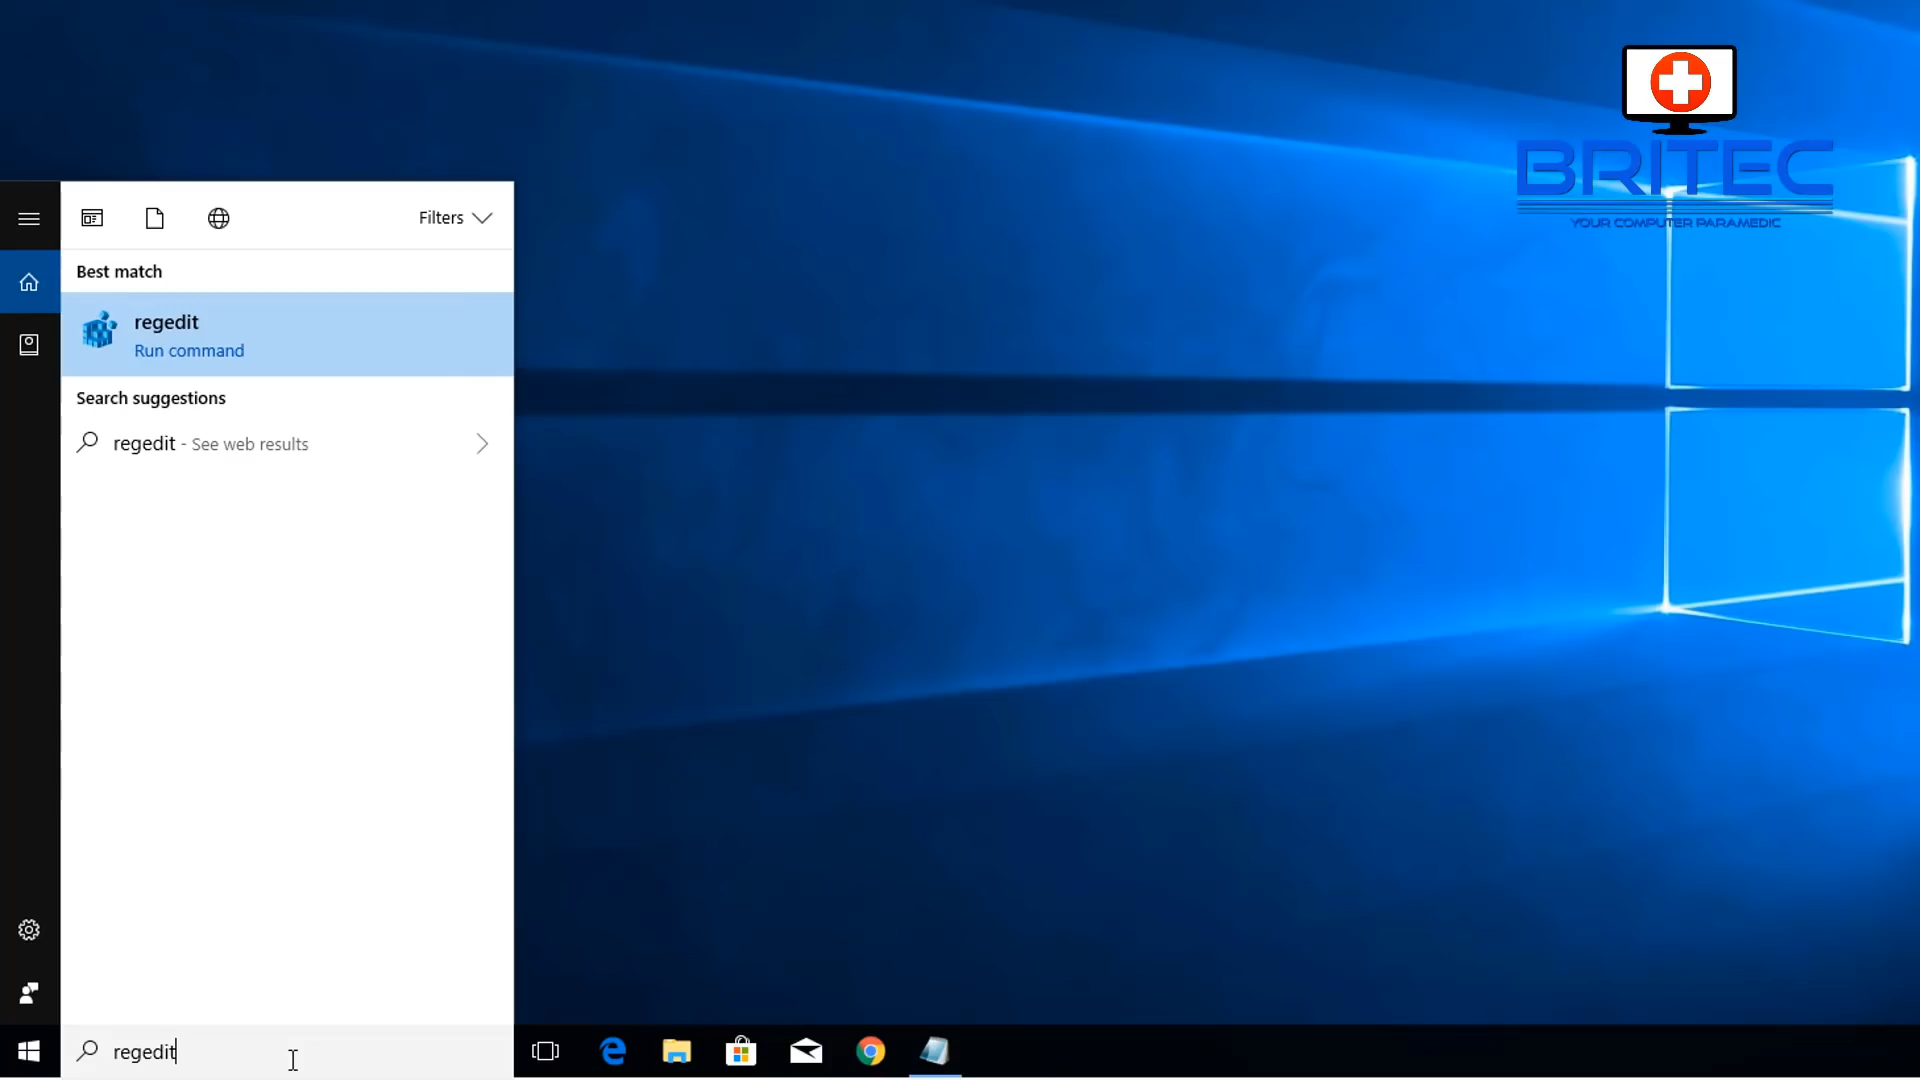 BRITEC
YOUR COMPUTER PARAMEDIC
Filters
Best match
regedit
Run command
Search suggestions
regedit - See web results
regedit